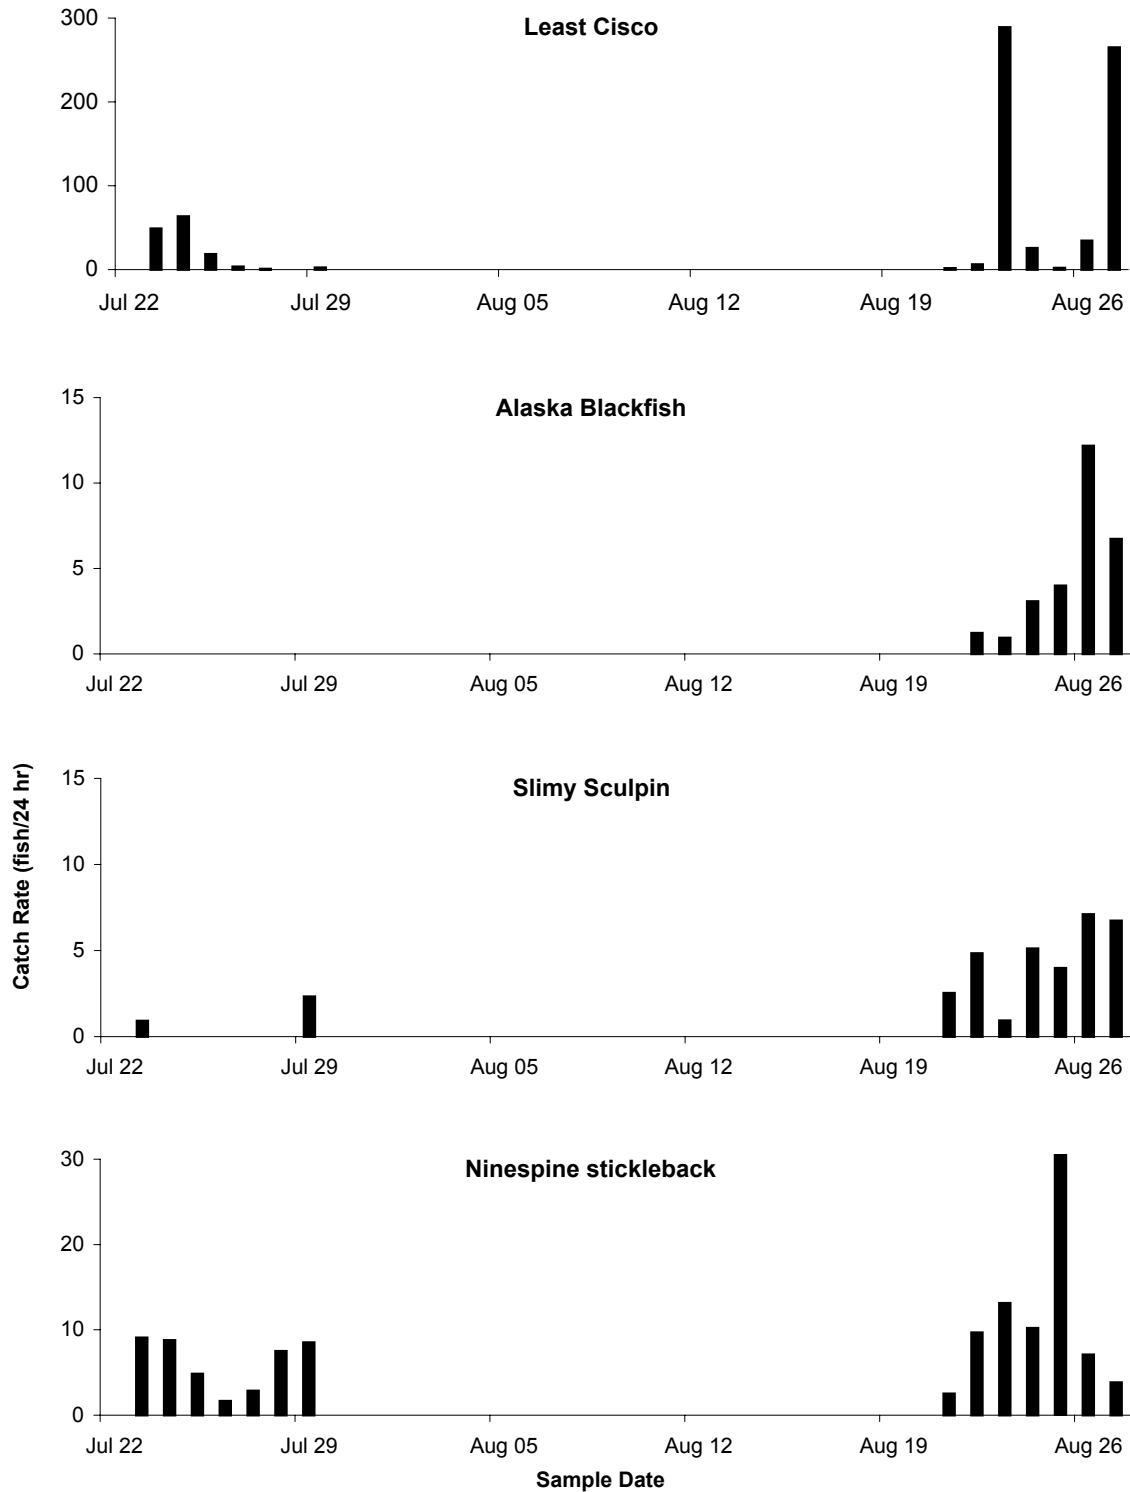 Least Cisco
300
200
100
0
Jul 22 Jul 29 Aug 05 Aug 12 Aug 19 Aug 26
Alaska Blackfish
15
10
5
0
Jul 22 Jul 29 Aug 05 Aug 12 Aug 19 Aug 26
Catch Rate (fish/24 hr)
Slimy Sculpin
15
10
5
0
Jul 22 Jul 29 Aug 05 Aug 12 Aug 19 Aug 26
Ninespine stickleback
30
20
10
0
Jul 22 Jul 29 Aug 05 Aug 12 Aug 19 Aug 26
Sample Date